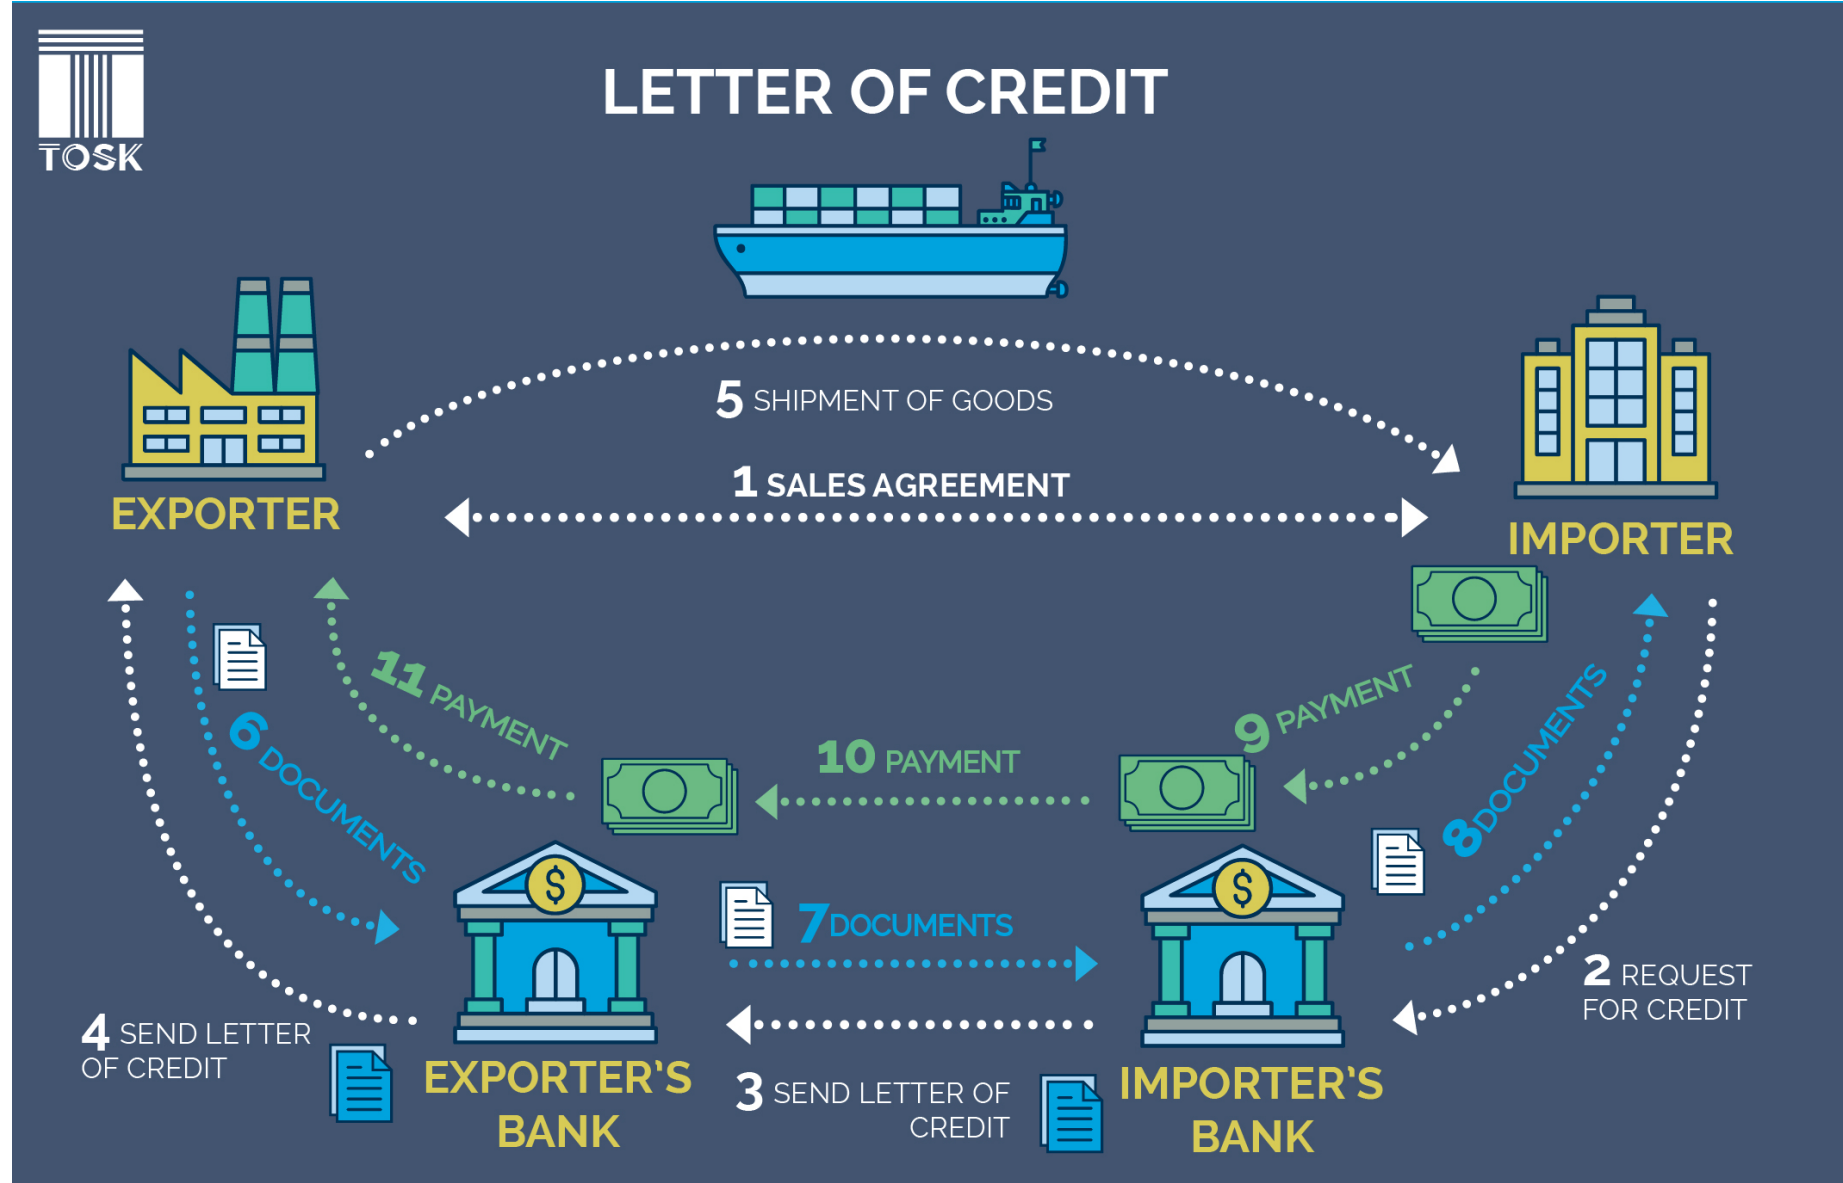 TOSK
LETTER OF CREDIT
5 SHIPMENT OF GOODS
1 SALES AGREEMENT
EXPORTER
IMPORTER
11 PAYMENT
10 PAYMENT
9 PAYMENT
6 DOCUMENTS
7 DOCUMENTS
8 DOCUMENTS
$
$
2 REQUEST
FOR CREDIT
4 SEND LETTER
OF CREDIT
EXPORTER'S
BANK
3 SEND LETTER OF
CREDIT
IMPORTER'S
BANK